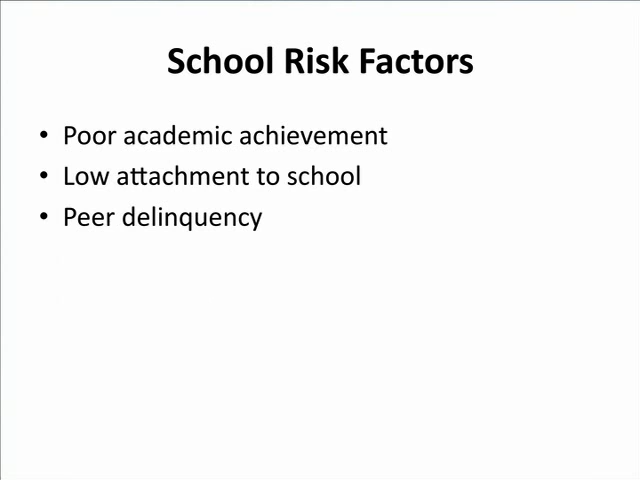 School Risk Factors
• Poor academic achievement
• Low attachment to school
• Peer delinquency